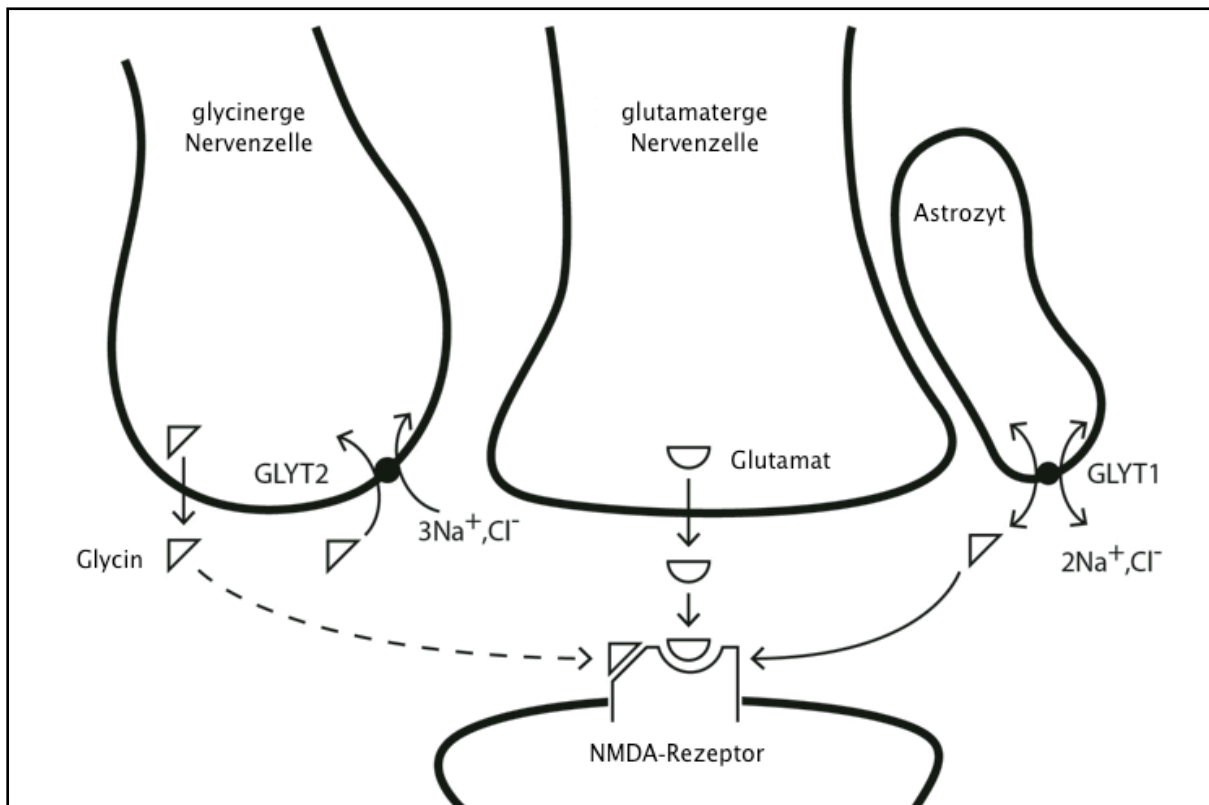 glycinerge
Nervenzelle
glutamaterge
Nervenzelle
Astrozyt
GLYT2
Glutamat
GLYT1
3Na⁺,Cl⁻
Glycin
2Na⁺,Cl⁻
NMDA-Rezeptor